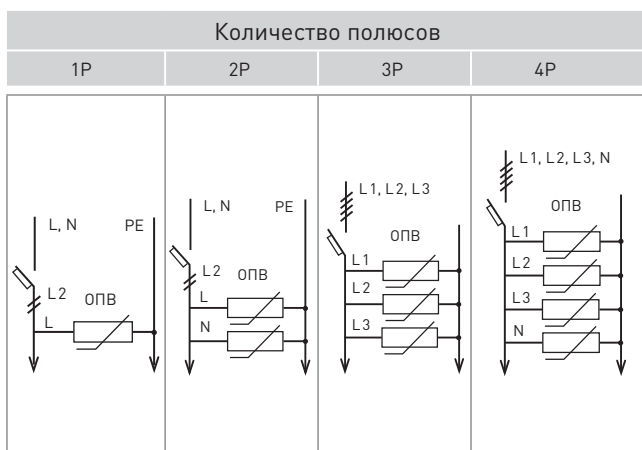 Количество полюсов
1P 2P 3P 4P
L, N PE
L2 ОПВ
L
L, N PE
L2 ОПВ
L
N
L1, L2, L3
ОПВ
L1
L2
L3
L1, L2, L3, N
ОПВ
L1
L2
L3
N